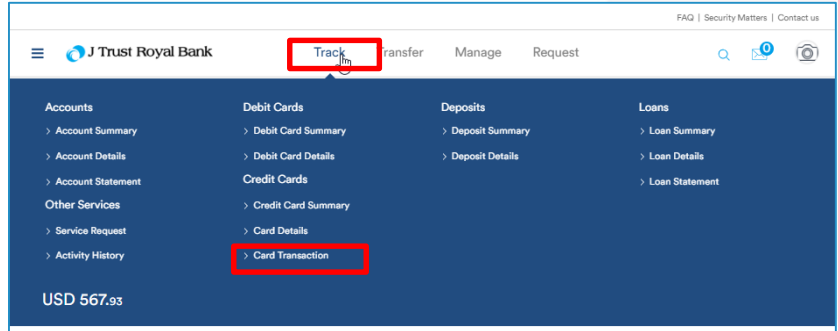 FAQ | Security Matters | Contact us
J Trust Royal Bank
Track Transfer Manage Request
0
Accounts
> Account Summary
> Account Details
> Account Statement
Other Services
> Service Request
> Activity History
Debit Cards
> Debit Card Summary
> Debit Card Details
Credit Cards
> Credit Card Summary
> Card Details
> Card Transaction
Deposits
> Deposit Summary
> Deposit Details
Loans
> Loan Summary
> Loan Details
> Loan Statement
USD 567.93